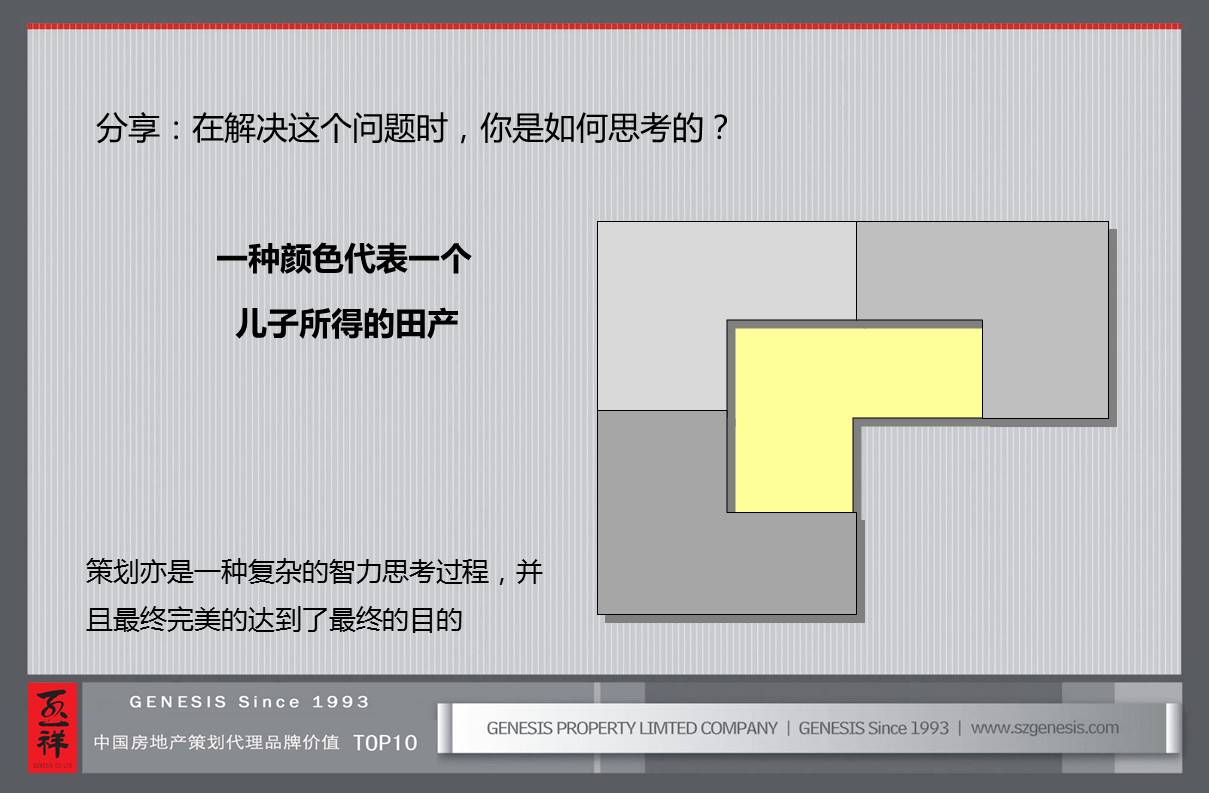 分享：在解决这个问题时，你是如何思考的？
一种颜色代表一个
儿子所得的田产
策划亦是一种复杂的智力思考过程，并
且最终完美的达到了最终的目的
GENESIS Since 1993
中国房地产策划代理品牌价值 TOP10
GENESIS PROPERTY LIMTED COMPANY | GENESIS Since 1993 | www.szgenesis.com